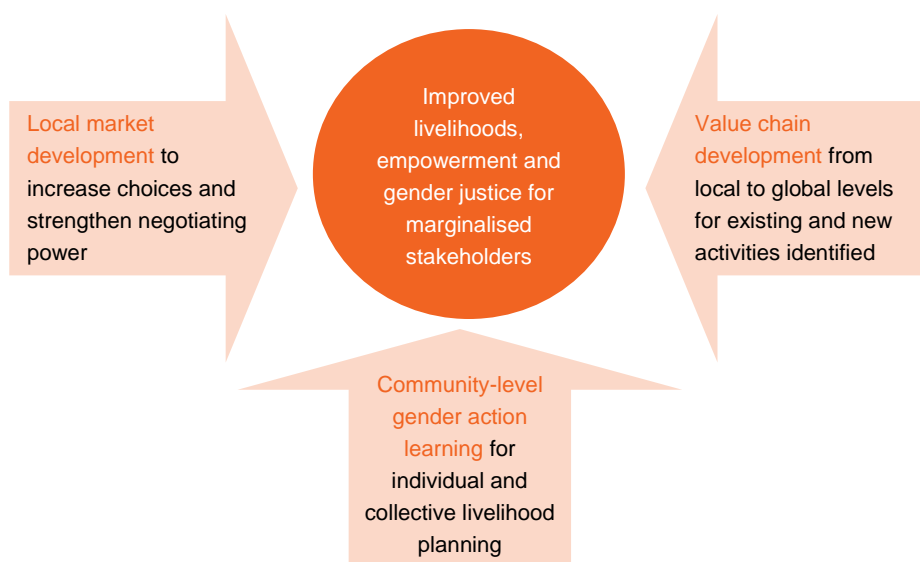 Local market
development to
increase choices and
strengthen negotiating
power
Improved
livelihoods,
empowerment and
gender justice for
marginalised
stakeholders
Value chain
development from
local to global levels
for existing and new
activities identified
Community-level
gender action
learning for
individual and
collective livelihood
planning